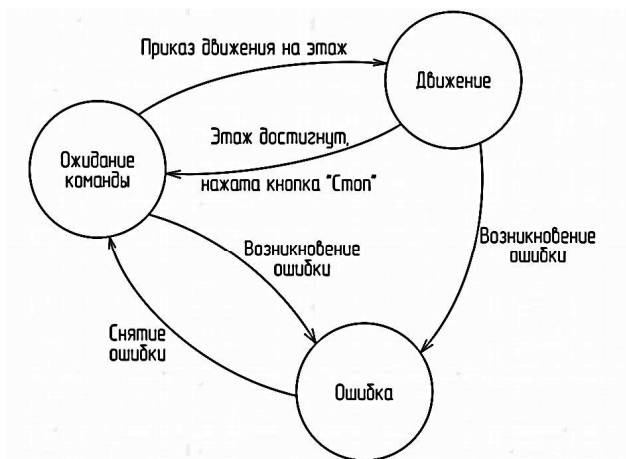 Приказ движения на этаж
Движение
Этаж достигнут,
нажата кнопка "Стоп"
Ожидание
команды
Возникновение
ошибки
Возникновение
ошибки
Снятие
ошибки
Ошибка